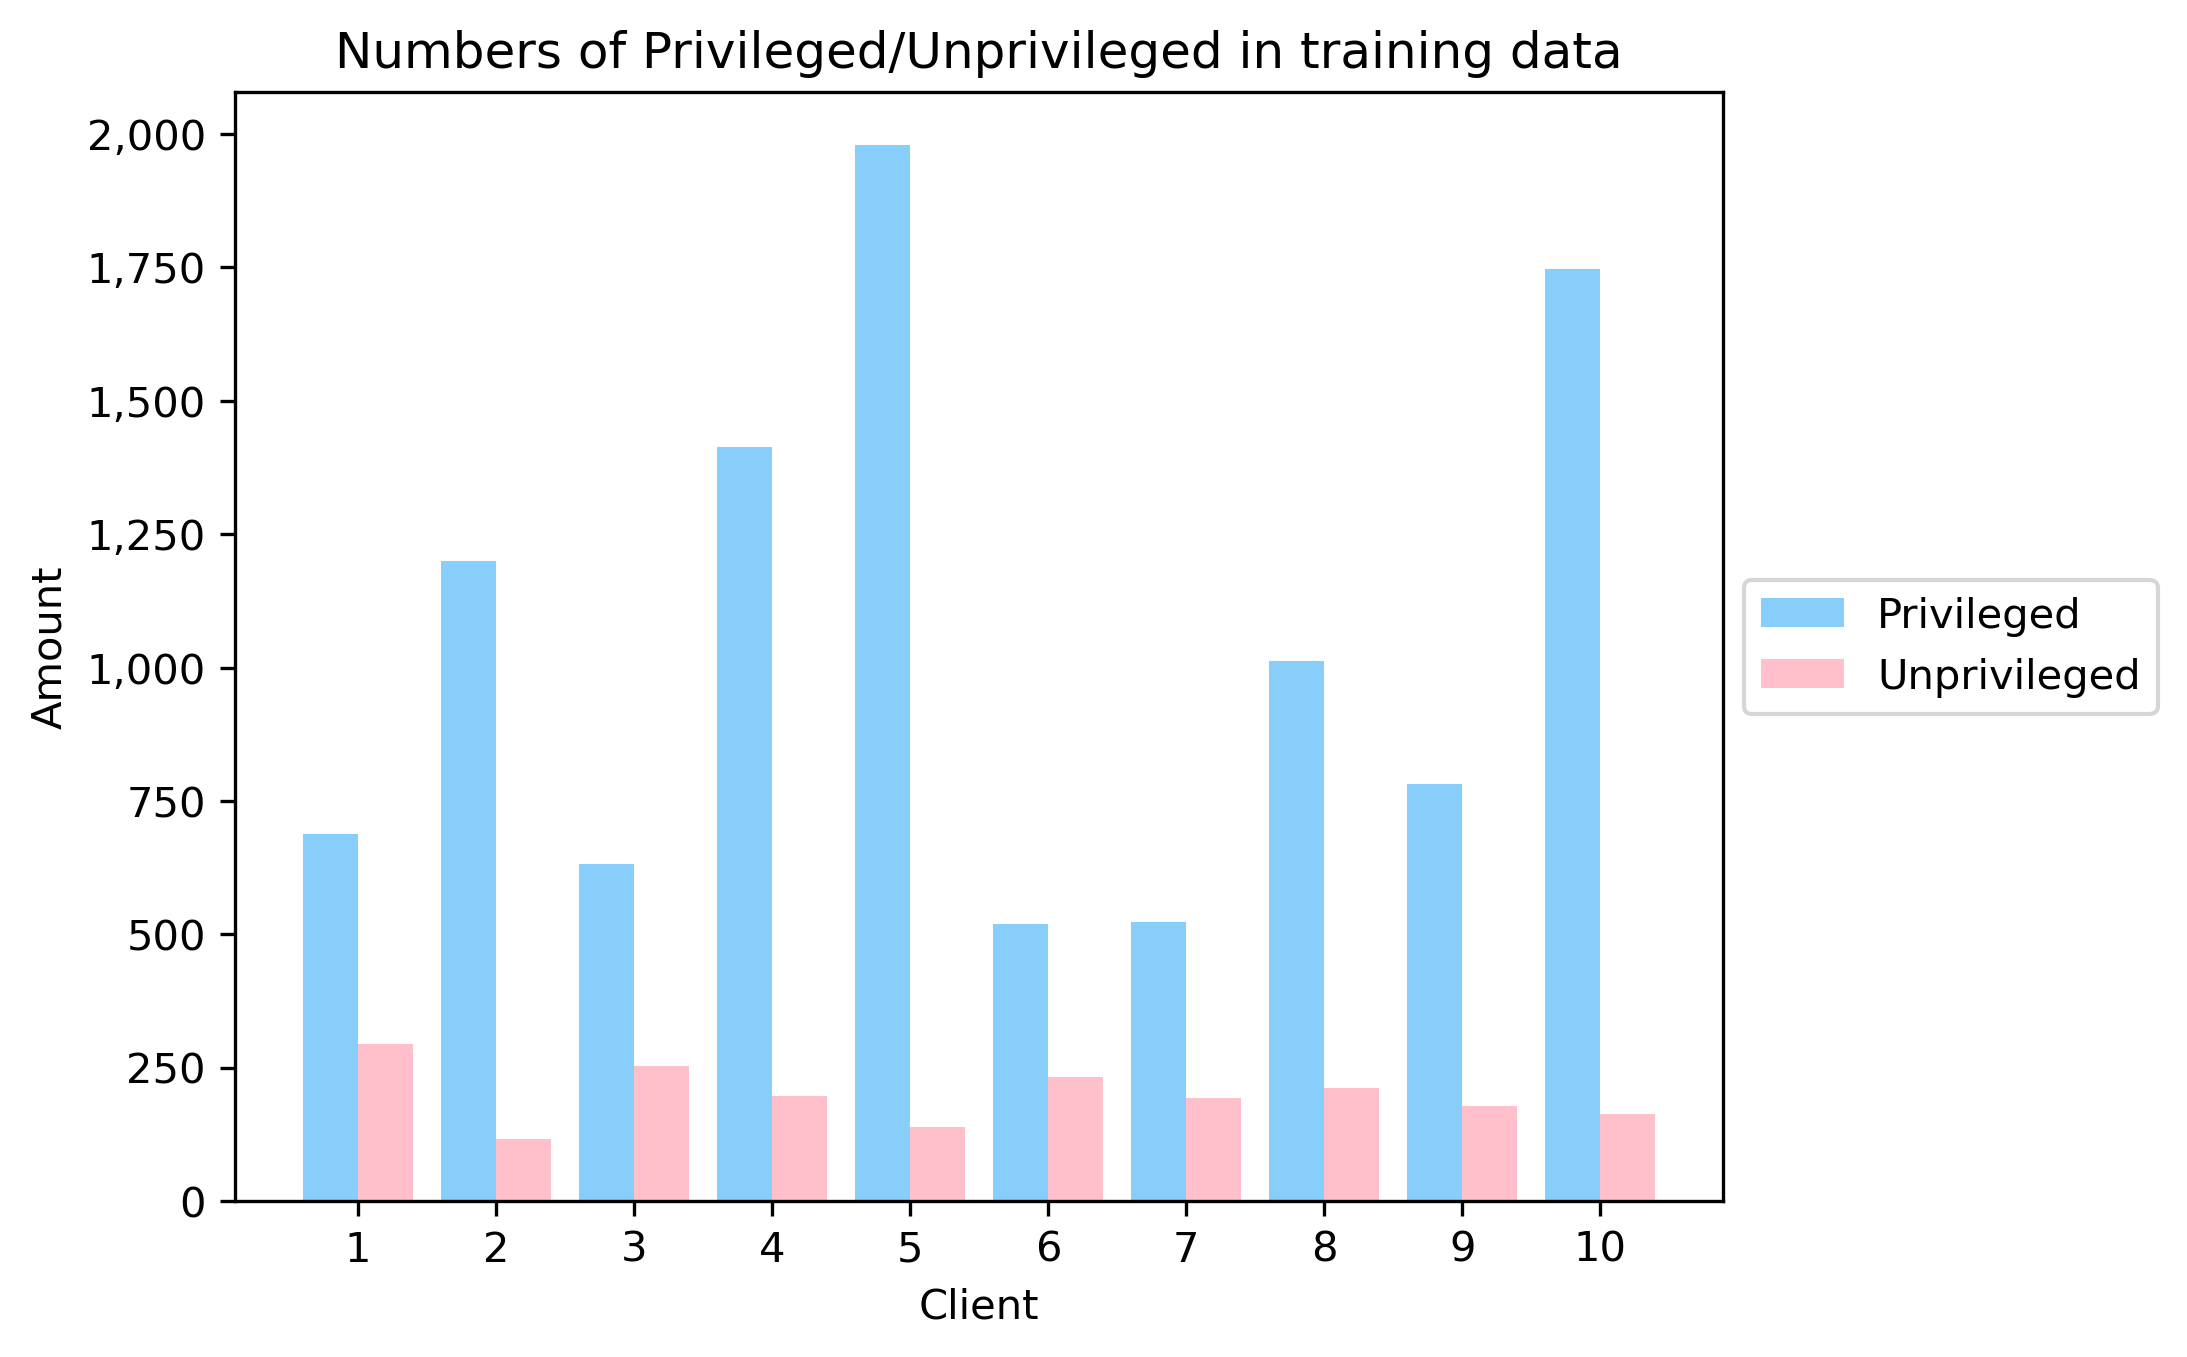 Numbers of Privileged/Unprivileged in training data
2,000
1,750
1,500
1,250
1,000
750
500
250
0
Amount
1 2 3 4 5 6 7 8 9 10
Client
Privileged
Unprivileged